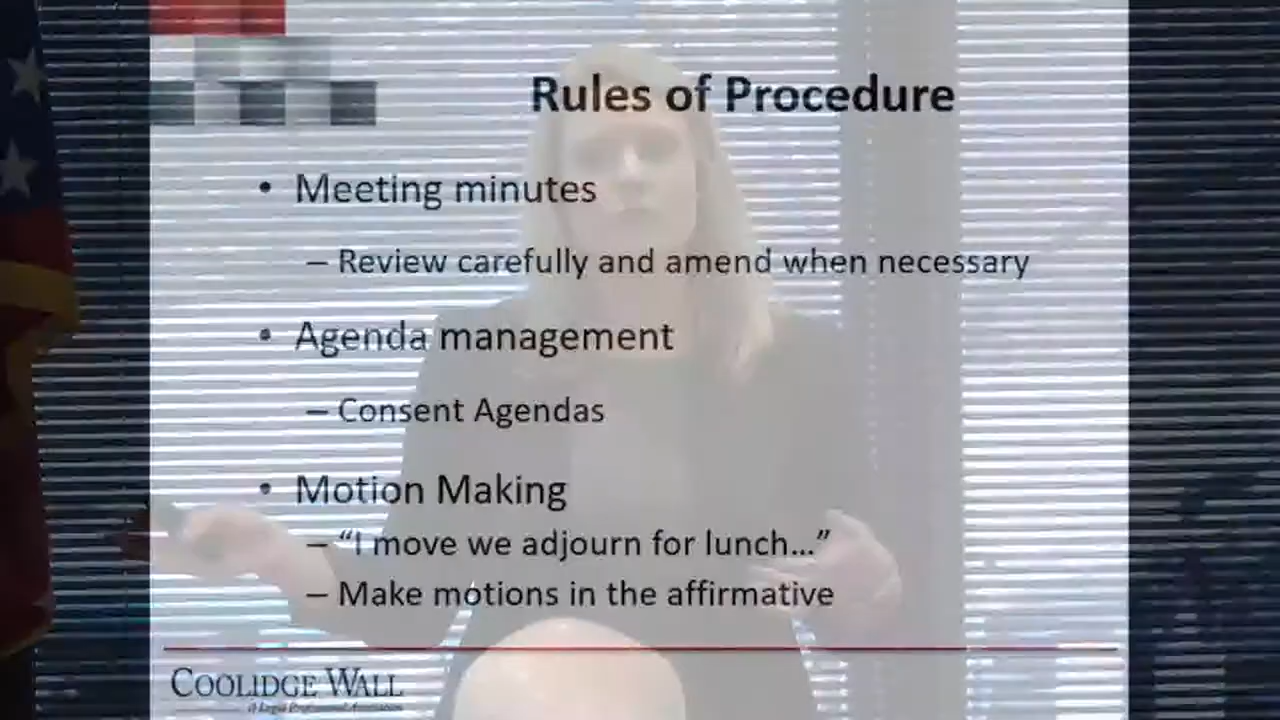 Rules of Procedure
• Meeting minutes
– Review carefully and amend when necessary
• Agenda management
– Consent Agendas
• Motion Making
– “I move we adjourn for lunch…”
– Make motions in the affirmative
COOLIDGE WALL